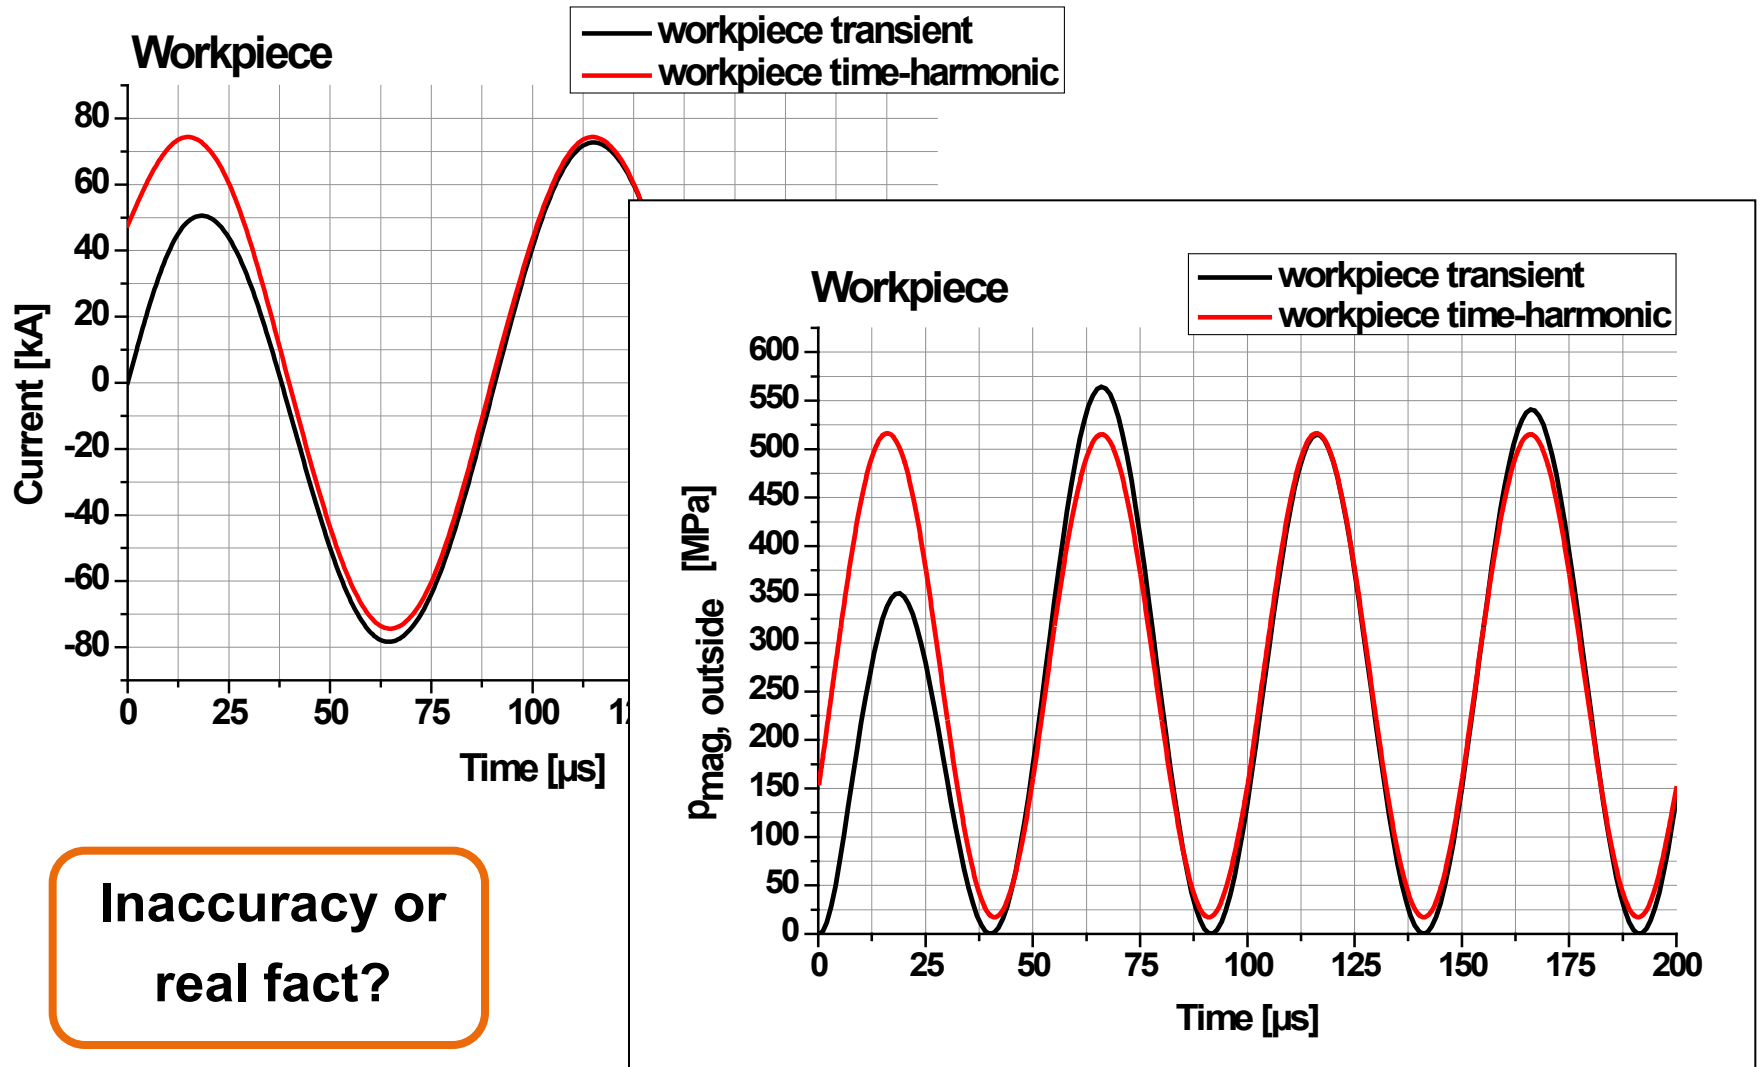 Workpiece
workpiece transient
workpiece time-harmonic
80
60
40
20
0
-20
-40
-60
-80
Current [kA]
0 25 50 75 100
Time [µs]
Workpiece
workpiece transient
workpiece time-harmonic
600
550
500
450
400
350
300
250
200
150
100
50
0
pmag, outside [MPa]
0 25 50 75 100 125 150 175 200
Time [µs]
Inaccuracy or
real fact?